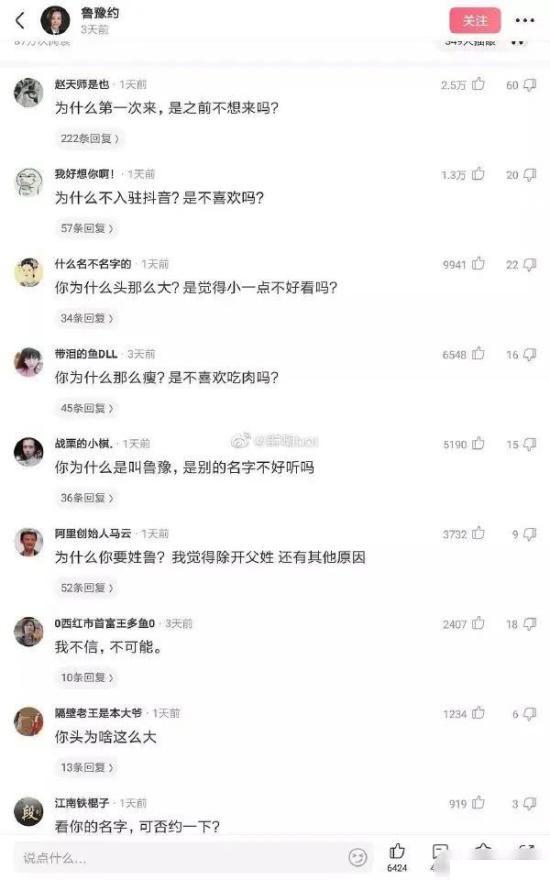 鲁豫约
3天前
关注
赵天师是也 · 1天前
2.5万
60
为什么第一次来，是之前不想来吗？
222条回复
我好想你啊！ · 1天前
1.3万
20
为什么不入驻抖音？是不喜欢吗？
57条回复
什么名不名字的 · 1天前
9941
22
你为什么头那么大？是觉得小一点不好看吗？
34条回复
带泪的鱼DLL · 3天前
6548
16
你为什么那么瘦？是不喜欢吃肉吗？
45条回复
战栗的小棋. · 1天前
5190
15
你为什么是叫鲁豫，是别的名字不好听吗
36条回复
阿里创始人马云 · 1天前
3732
9
为什么你要姓鲁？我觉得除开父姓 还有其他原因
52条回复
0西红市首富王多鱼0 · 3天前
2407
18
我不信，不可能。
10条回复
隔壁老王是本大爷 · 1天前
1234
6
你头为啥这么大
13条回复
江南铁棍子 · 1天前
919
3
看你的名字，可否约一下？
说点什么...
6424